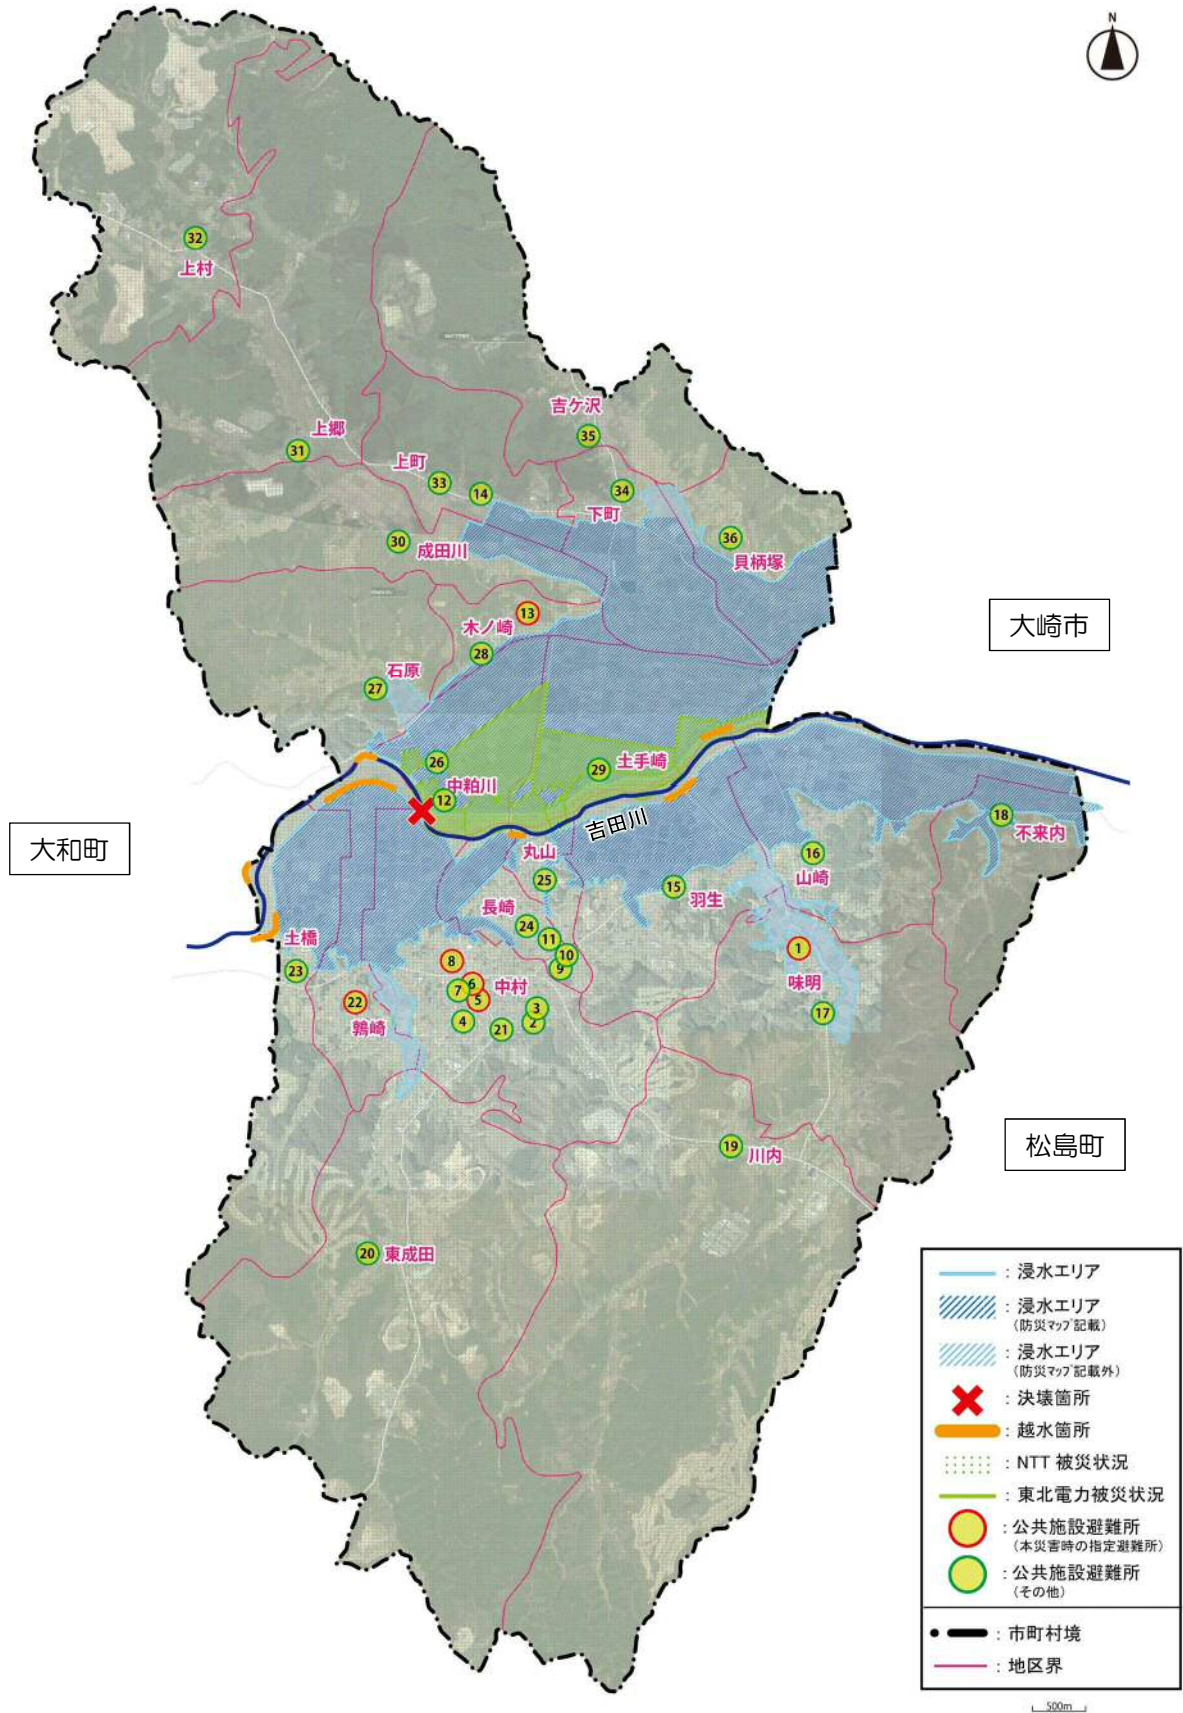 N
32
上村
吉ケ沢
35
上郷
31
上町
33
14
34
下町
36
貝柄塚
30
成田川
13
木ノ崎
28
大崎市
石原
27
26
土手崎
29
中粕川
12
吉田川
18
不来内
大和町
丸山
16
山崎
25
15
羽生
長崎
24
11
土橋
10
1
8
9
23
6
中村
味明
7
5
22
3
17
鶉崎
4
21
2
松島町
19
川内
20
東成田
: 浸水エリア
: 浸水エリア
(防災マップ記載)
: 浸水エリア
(防災マップ記載外)
: 決壊箇所
: 越水箇所
: NTT 被災状況
: 東北電力被災状況
: 公共施設避難所
(本災害時の指定避難所)
: 公共施設避難所
(その他)
: 市町村境
: 地区界
500m